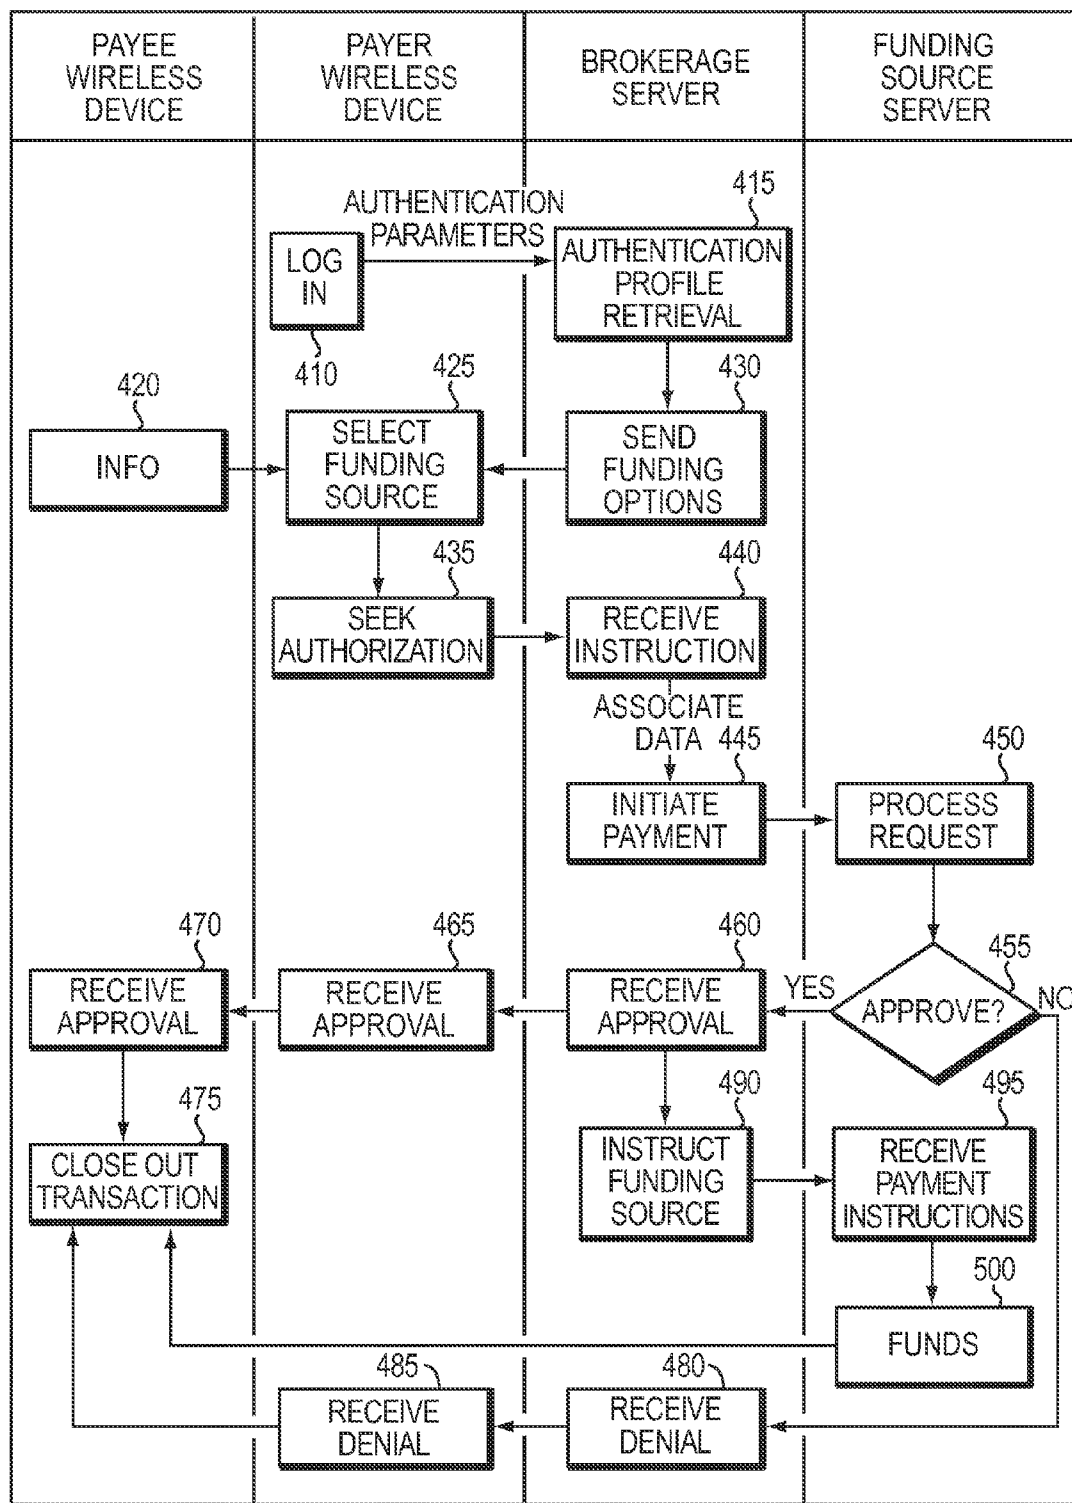 PAYEE
WIRELESS
DEVICE
PAYER
WIRELESS
DEVICE
BROKERAGE
SERVER
FUNDING
SOURCE
SERVER
AUTHENTICATION
PARAMETERS
LOG
IN
410
415
AUTHENTICATION
PROFILE
RETRIEVAL
420
INFO
425
SELECT
FUNDING
SOURCE
430
SEND
FUNDING
OPTIONS
435
SEEK
AUTHORIZATION
440
RECEIVE
INSTRUCTION
ASSOCIATE
DATA
445
INITIATE
PAYMENT
450
PROCESS
REQUEST
455
APPROVE?
YES
NO
470
RECEIVE
APPROVAL
465
RECEIVE
APPROVAL
460
RECEIVE
APPROVAL
475
CLOSE OUT
TRANSACTION
490
INSTRUCT
FUNDING
SOURCE
495
RECEIVE
PAYMENT
INSTRUCTIONS
500
FUNDS
485
RECEIVE
DENIAL
480
RECEIVE
DENIAL